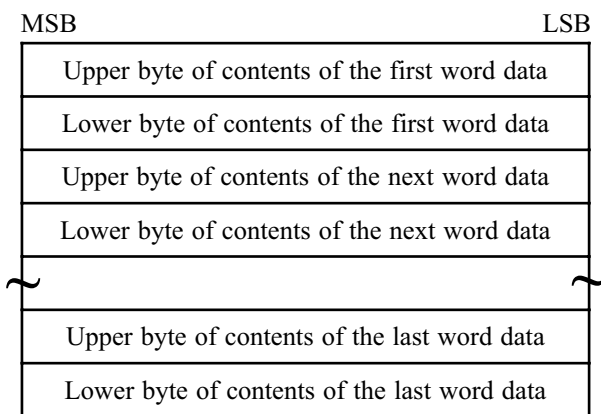 MSB LSB
Upper byte of contents of the first word data
Lower byte of contents of the first word data
Upper byte of contents of the next word data
Lower byte of contents of the next word data
Upper byte of contents of the last word data
Lower byte of contents of the last word data